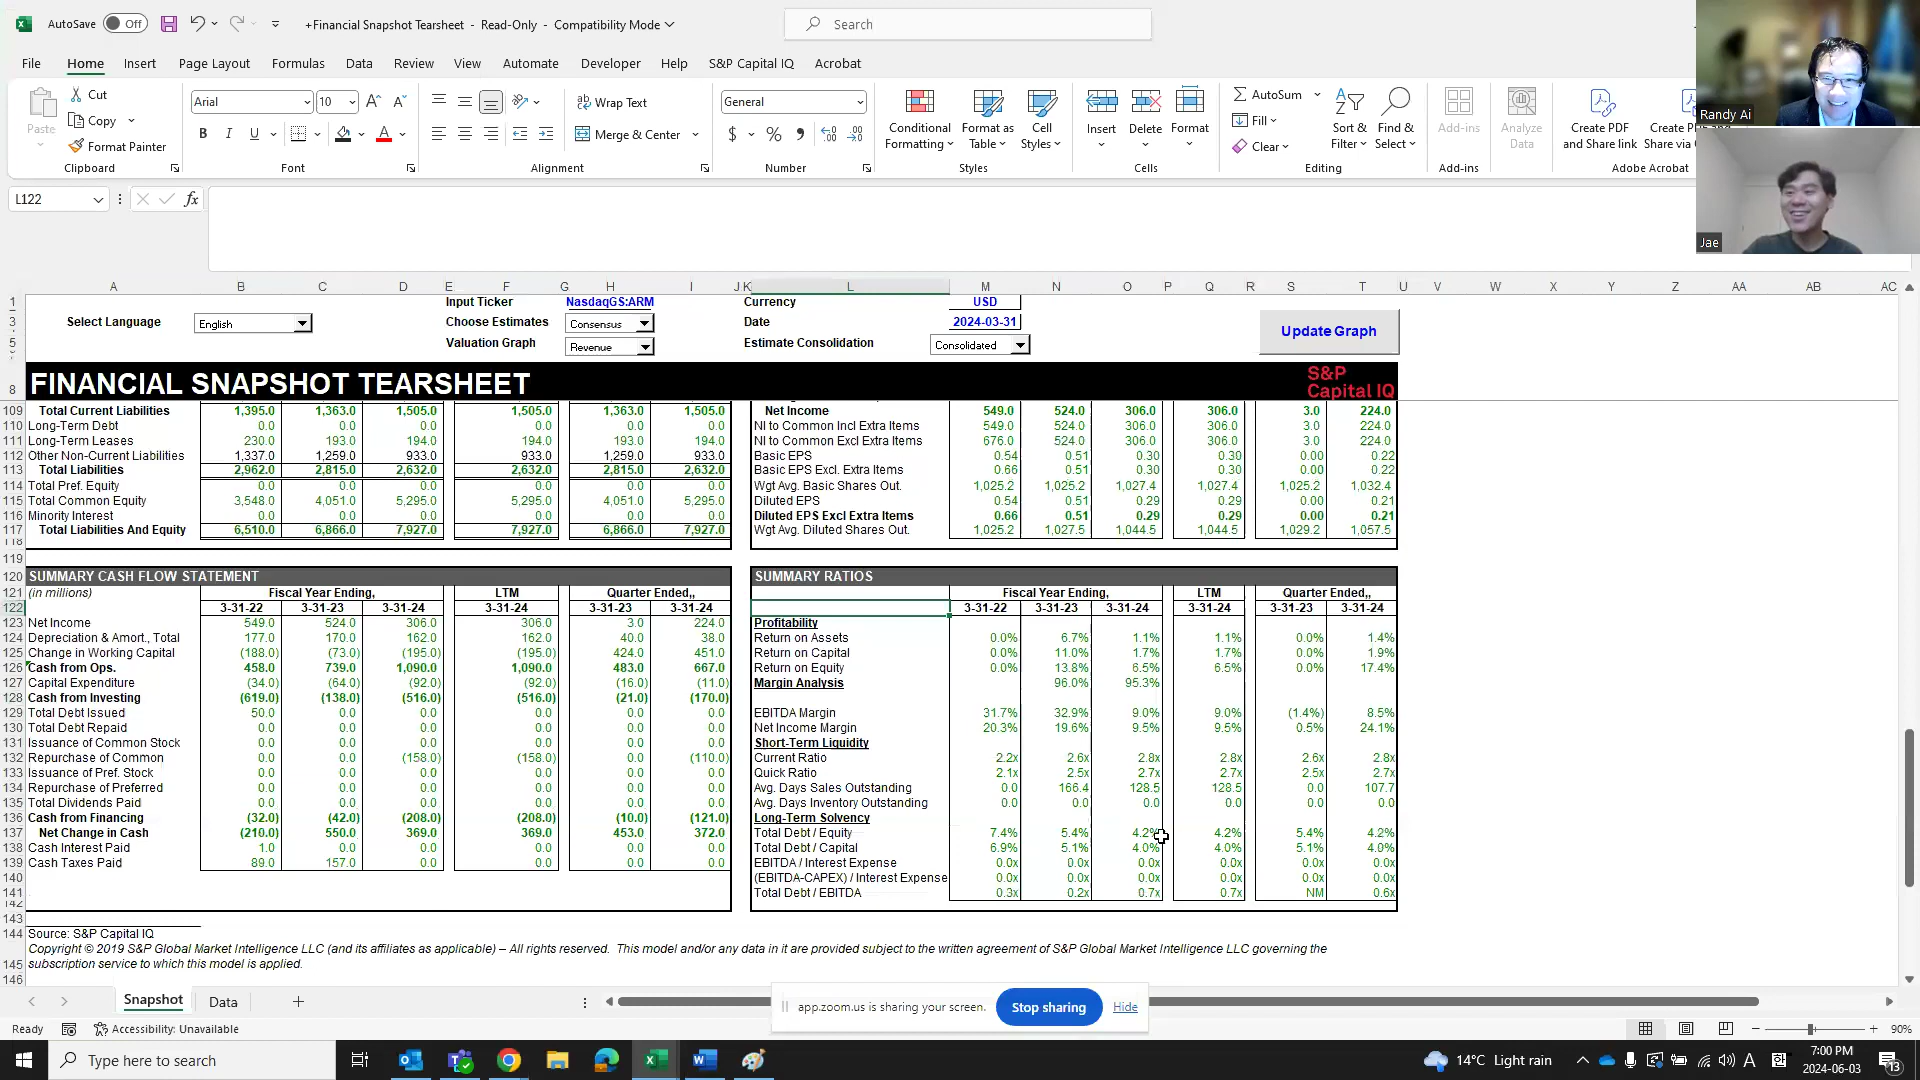 AutoSave Off +Financial Snapshot Tearsheet - Read-Only - Compatibility Mode Search
File Home Insert Page Layout Formulas Data Review View Automate Developer Help S&P Capital IQ Acrobat
Paste Cut Copy Format Painter Clipboard
Arial 10 B I U A Font
Wrap Text Merge & Center Alignment
General $ % Number
Conditional Formatting Format as Table Cell Styles Styles
Insert Delete Format Cells
AutoSum Fill Clear Sort & Filter Find & Select Editing
Add-ins Add-ins
Analyze Data
Create PDF and Share link Create PDF Share via Adobe Acrobat
Randy Ai
Jae
L122 fx
A B C D E F G H I J K L M N O P Q R S T U V W X Y Z AA AB AC
1 Input Ticker NasdaqGS:ARM Currency USD
3 Select Language English Choose Estimates Consensus Date 2024-03-31 Update Graph
5 Valuation Graph Revenue Estimate Consolidation Consolidated
8 FINANCIAL SNAPSHOT TEARSHEET S&P Capital IQ
109 Total Current Liabilities 1,395.0 1,363.0 1,505.0 1,505.0 1,363.0 1,505.0 Net Income 549.0 524.0 306.0 306.0 3.0 224.0
110 Long-Term Debt 0.0 0.0 0.0 0.0 0.0 0.0 NI to Common Incl Extra Items 549.0 524.0 306.0 306.0 3.0 224.0
111 Long-Term Leases 230.0 193.0 194.0 194.0 193.0 194.0 NI to Common Excl Extra Items 676.0 524.0 306.0 306.0 3.0 224.0
112 Other Non-Current Liabilities 1,337.0 1,259.0 933.0 933.0 1,259.0 933.0 Basic EPS 0.54 0.51 0.30 0.30 0.00 0.22
113 Total Liabilities 2,962.0 2,815.0 2,632.0 2,632.0 2,815.0 2,632.0 Basic EPS Excl. Extra Items 0.66 0.51 0.30 0.30 0.00 0.22
114 Total Pref. Equity 0.0 0.0 0.0 0.0 0.0 0.0 Wgt Avg. Basic Shares Out. 1,025.2 1,025.2 1,027.4 1,027.4 1,025.2 1,032.4
115 Total Common Equity 3,548.0 4,051.0 5,295.0 5,295.0 4,051.0 5,295.0 Diluted EPS 0.54 0.51 0.29 0.29 0.00 0.21
116 Minority Interest 0.0 0.0 0.0 0.0 0.0 0.0 Diluted EPS Excl Extra Items 0.66 0.51 0.29 0.29 0.00 0.21
117 Total Liabilities And Equity 6,510.0 6,866.0 7,927.0 7,927.0 6,866.0 7,927.0 Wgt Avg. Diluted Shares Out. 1,025.2 1,027.5 1,044.5 1,044.5 1,029.2 1,057.5
118
119
120 SUMMARY CASH FLOW STATEMENT SUMMARY RATIOS
121 (in millions) Fiscal Year Ending, LTM Quarter Ended,, Fiscal Year Ending, LTM Quarter Ended,,
122 3-31-22 3-31-23 3-31-24 3-31-24 3-31-23 3-31-24 3-31-22 3-31-23 3-31-24 3-31-24 3-31-23 3-31-24
123 Net Income 549.0 524.0 306.0 306.0 3.0 224.0 Profitability
124 Depreciation & Amort., Total 177.0 170.0 162.0 162.0 40.0 38.0 Return on Assets 0.0% 6.7% 1.1% 1.1% 0.0% 1.4%
125 Change in Working Capital (188.0) (73.0) (195.0) (195.0) 424.0 451.0 Return on Capital 0.0% 11.0% 1.7% 1.7% 0.0% 1.9%
126 Cash from Ops. 458.0 739.0 1,090.0 1,090.0 483.0 667.0 Return on Equity 0.0% 13.8% 6.5% 6.5% 0.0% 17.4%
127 Capital Expenditure (34.0) (64.0) (92.0) (92.0) (16.0) (11.0) Margin Analysis 96.0% 95.3%
128 Cash from Investing (619.0) (138.0) (516.0) (516.0) (21.0) (170.0)
129 Total Debt Issued 50.0 0.0 0.0 0.0 0.0 0.0 EBITDA Margin 31.7% 32.9% 9.0% 9.0% (1.4%) 8.5%
130 Total Debt Repaid 0.0 0.0 0.0 0.0 0.0 0.0 Net Income Margin 20.3% 19.6% 9.5% 9.5% 0.5% 24.1%
131 Issuance of Common Stock 0.0 0.0 0.0 0.0 0.0 0.0 Short-Term Liquidity
132 Repurchase of Common 0.0 0.0 (158.0) (158.0) 0.0 (110.0) Current Ratio 2.2x 2.6x 2.8x 2.8x 2.6x 2.8x
133 Issuance of Pref. Stock 0.0 0.0 0.0 0.0 0.0 0.0 Quick Ratio 2.1x 2.5x 2.7x 2.7x 2.5x 2.7x
134 Repurchase of Preferred 0.0 0.0 0.0 0.0 0.0 0.0 Avg. Days Sales Outstanding 0.0 166.4 128.5 128.5 0.0 107.7
135 Total Dividends Paid 0.0 0.0 0.0 0.0 0.0 0.0 Avg. Days Inventory Outstanding 0.0 0.0 0.0 0.0 0.0 0.0
136 Cash from Financing (32.0) (42.0) (208.0) (208.0) (10.0) (121.0) Long-Term Solvency
137 Net Change in Cash (210.0) 550.0 369.0 369.0 453.0 372.0 Total Debt / Equity 7.4% 5.4% 4.2% 4.2% 5.4% 4.2%
138 Cash Interest Paid 1.0 0.0 0.0 0.0 0.0 0.0 Total Debt / Capital 6.9% 5.1% 4.0% 4.0% 5.1% 4.0%
139 Cash Taxes Paid 89.0 157.0 0.0 0.0 0.0 0.0 EBITDA / Interest Expense 0.0x 0.0x 0.0x 0.0x 0.0x 0.0x
140 (EBITDA-CAPEX) / Interest Expense 0.0x 0.0x 0.0x 0.0x 0.0x 0.0x
141 Total Debt / EBITDA 0.3x 0.2x 0.7x 0.7x NM 0.6x
142
143
144 Source: S&P Capital IQ
Copyright © 2019 S&P Global Market Intelligence LLC (and its affiliates as applicable) – All rights reserved. This model and/or any data in it are provided subject to the written agreement of S&P Global Market Intelligence LLC governing the
145 subscription service to which this model is applied.
146
Snapshot Data
app.zoom.us is sharing your screen. Stop sharing Hide
Ready Accessibility: Unavailable 90%
Type here to search 14°C Light rain A 7:00 PM
2024-06-03 13